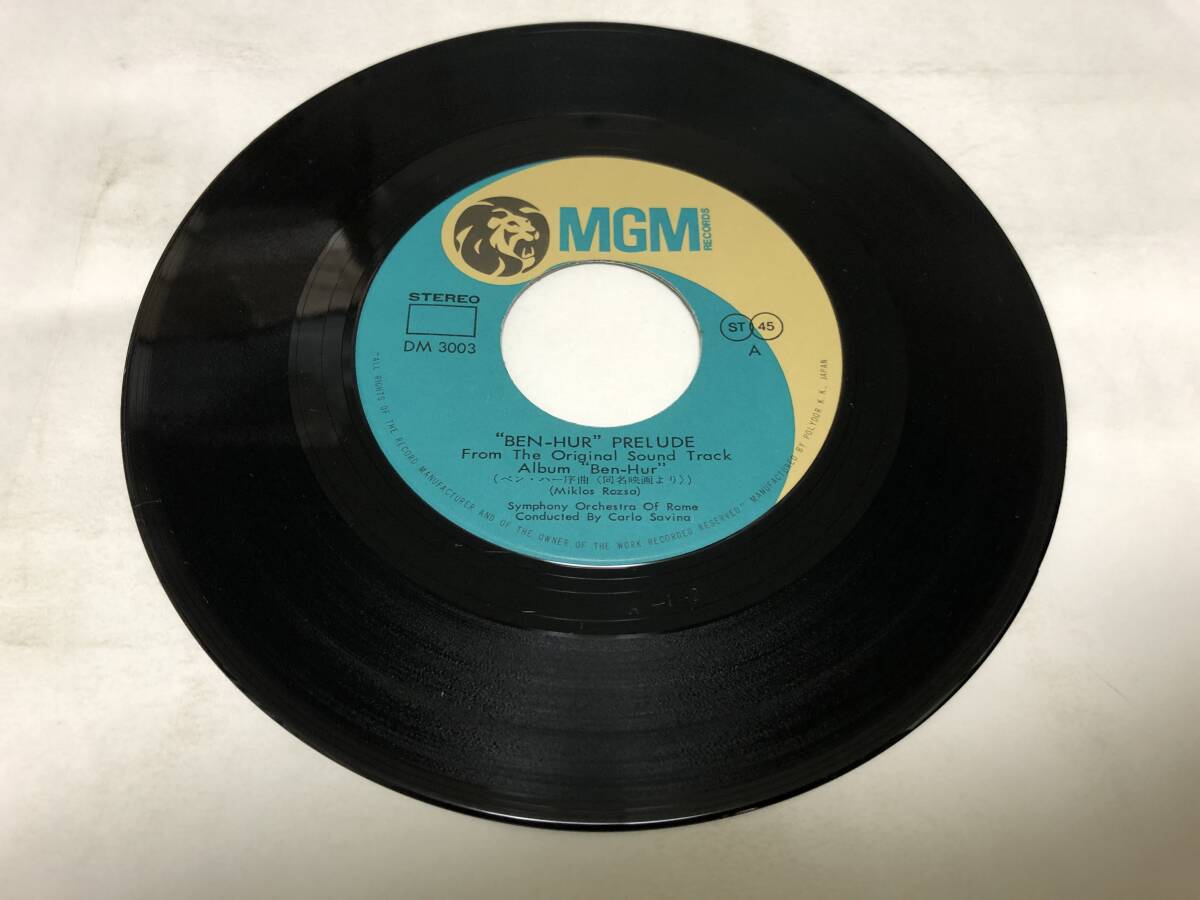 MGM
RECORDS
STEREO
DM 3003
ST 45
A
"BEN-HUR" PRELUDE
From The Original Sound Track
Album "Ben-Hur"
(ベン・ハー序曲〈同名映画より〉)
(Miklos Rozsa)
Symphony Orchestra Of Rome
Conducted By Carlo Savina
"ALL RIGHTS OF THE RECORD MANUFACTURER AND OF THE OWNER OF THE WORK RECORDED RESERVED" MANUFACTURED BY POLYDOR K.K. JAPAN